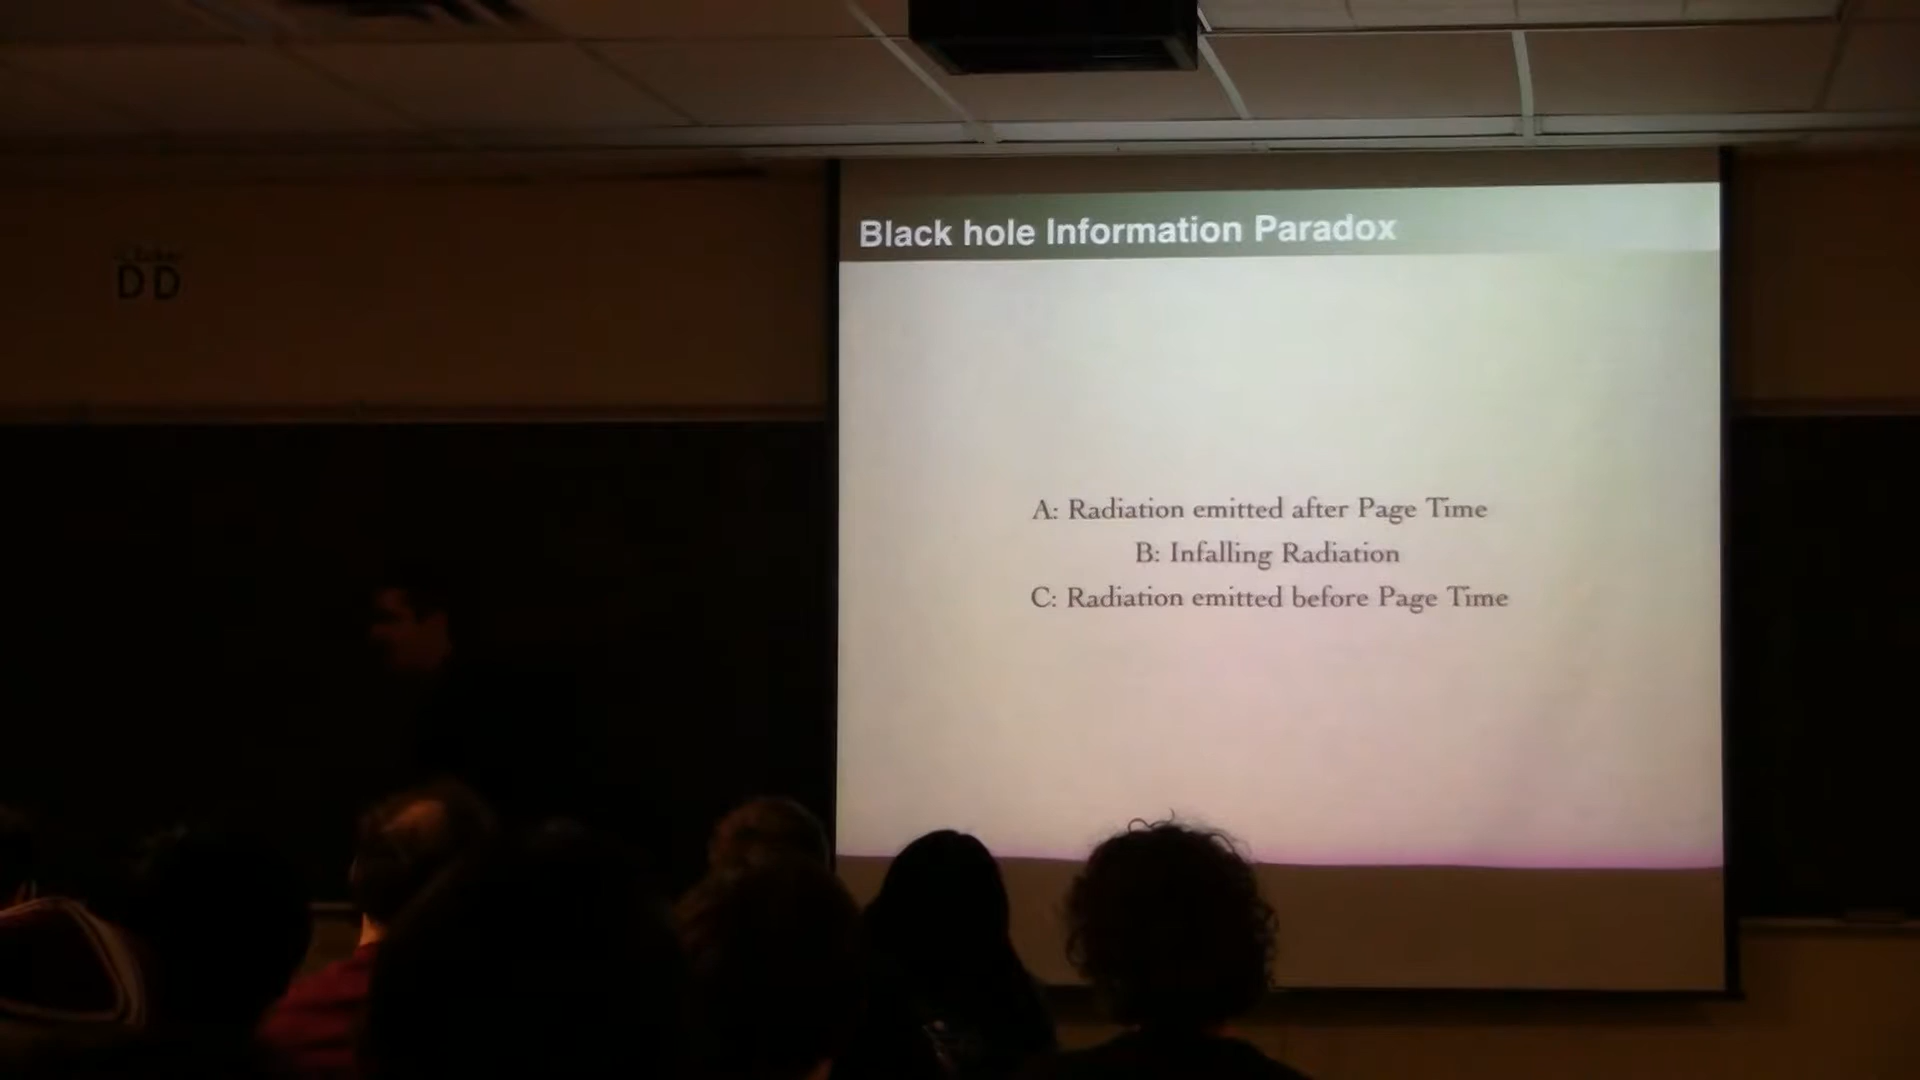 Black hole Information Paradox
A: Radiation emitted after Page Time
B: Infalling Radiation
C: Radiation emitted before Page Time
DD